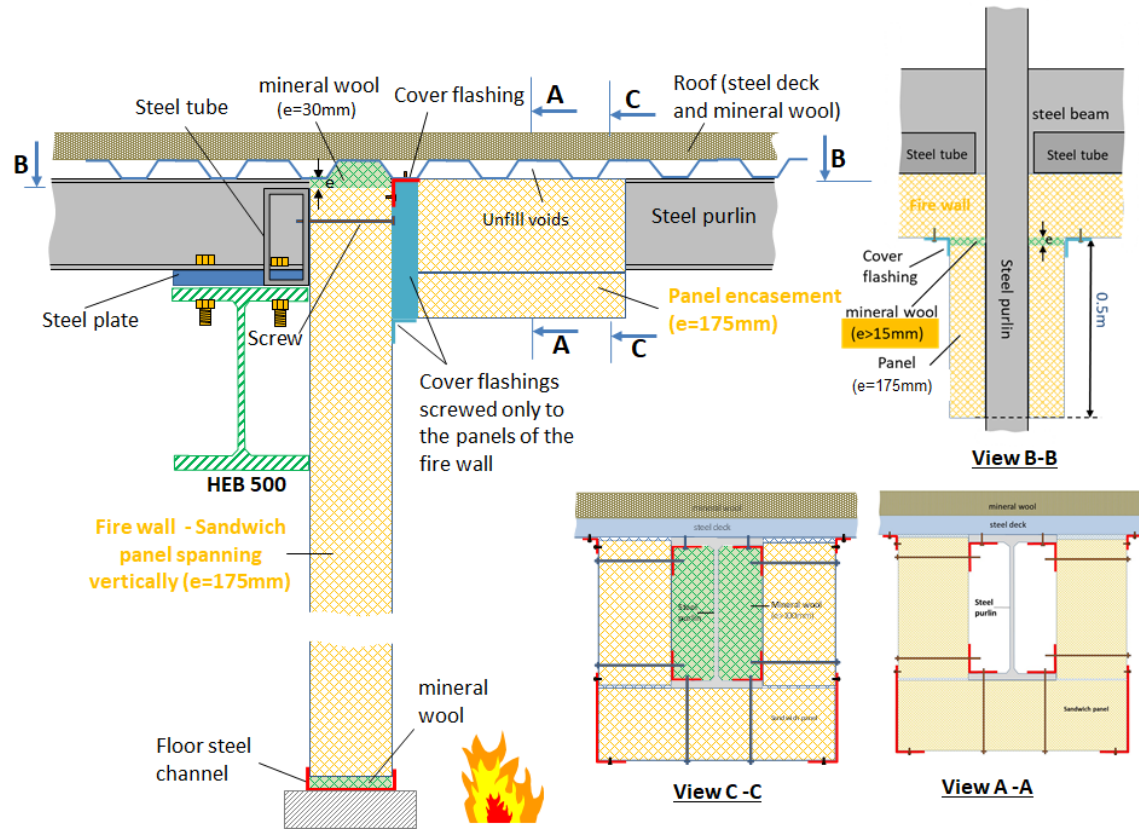 mineral wool
(e=30mm)
Steel tube
Cover flashing
A
C
Roof (steel deck
and mineral wool)
B
B
e
Unfill voids
Steel purlin
Steel plate
Screw
Panel encasement
(e=175mm)
A
C
Cover flashings
screwed only to
the panels of the
fire wall
HEB 500
Fire wall - Sandwich
panel spanning
vertically (e=175mm)
mineral
wool
Floor steel
channel
steel beam
Steel tube
Steel tube
Fire wall
e
Cover
flashing
Steel purlin
mineral wool
(e>15mm)
Panel
(e=175mm)
0.5m
View B-B
mineral wool
steel deck
Steel
purlin
Mineral wool
Sandwich panel
View C -C
mineral wool
steel deck
Steel
purlin
Sandwich panel
View A -A